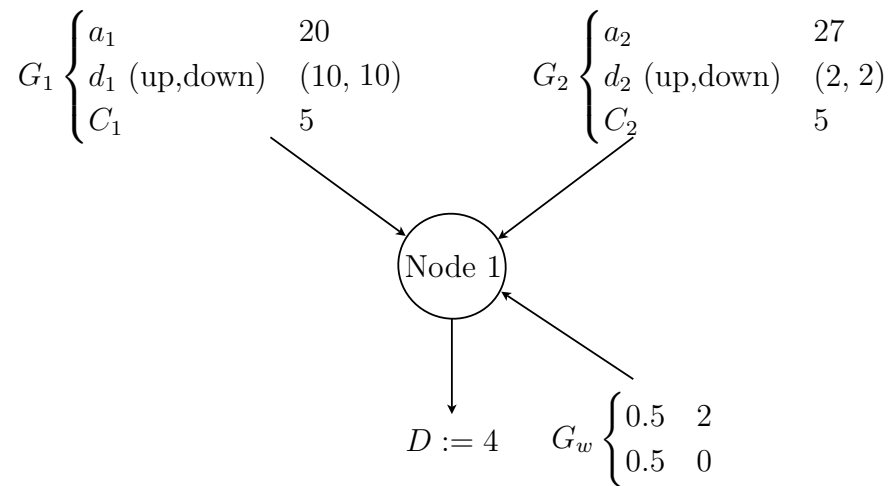 G₁ { a₁ 20
d₁ (up,down) (10, 10)
C₁ 5
G₂ { a₂ 27
d₂ (up,down) (2, 2)
C₂ 5
Node 1
D := 4
G_w { 0.5 2
0.5 0